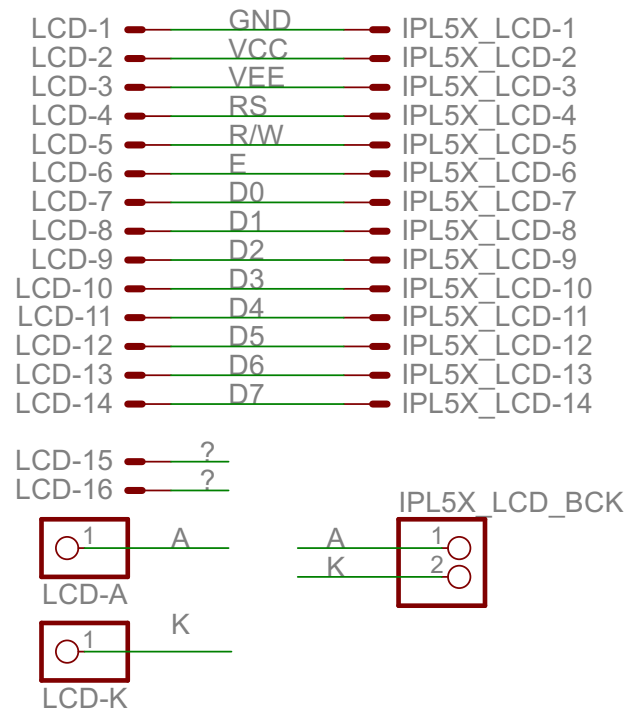 LCD-1 GND IPL5X_LCD-1
LCD-2 VCC IPL5X_LCD-2
LCD-3 VEE IPL5X_LCD-3
LCD-4 RS IPL5X_LCD-4
LCD-5 R/W IPL5X_LCD-5
LCD-6 E IPL5X_LCD-6
LCD-7 D0 IPL5X_LCD-7
LCD-8 D1 IPL5X_LCD-8
LCD-9 D2 IPL5X_LCD-9
LCD-10 D3 IPL5X_LCD-10
LCD-11 D4 IPL5X_LCD-11
LCD-12 D5 IPL5X_LCD-12
LCD-13 D6 IPL5X_LCD-13
LCD-14 D7 IPL5X_LCD-14
LCD-15 ?
LCD-16 ?
IPL5X_LCD_BCK
1 A A 1
K 2
LCD-A
1 K
LCD-K